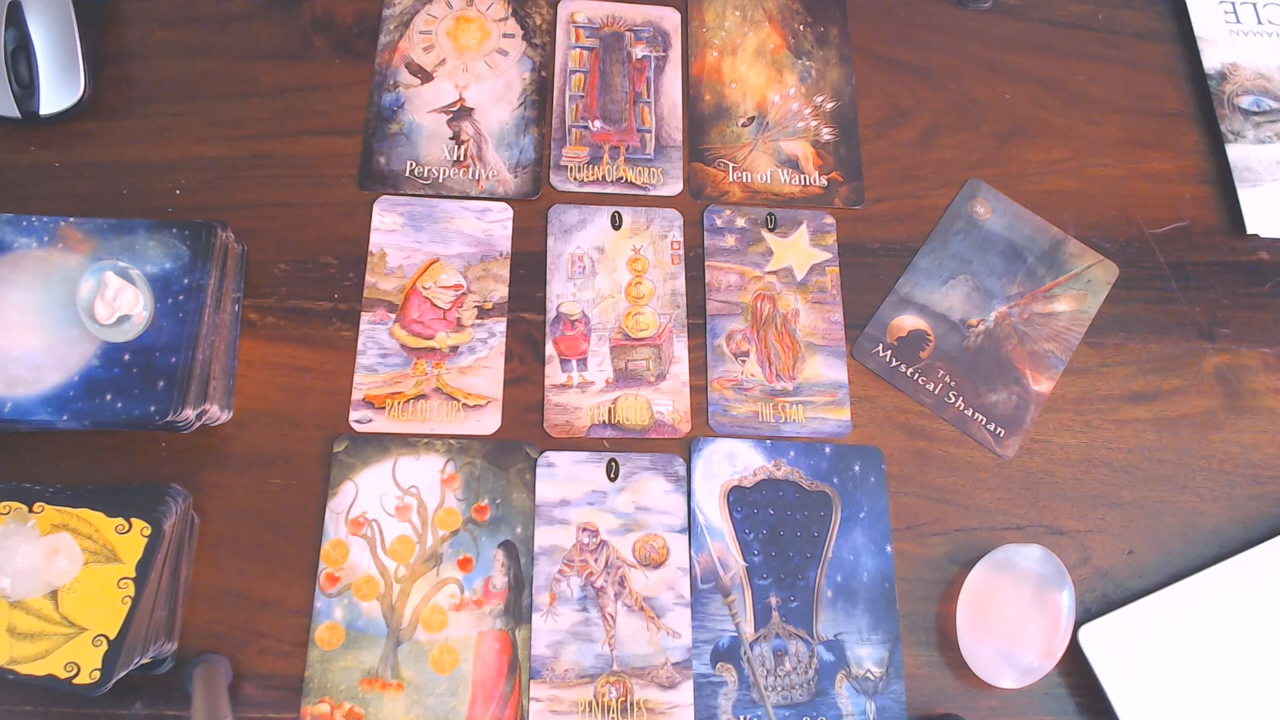 XII
Perspective
QUEEN OF SWORDS
Ten of Wands
PAGE OF CUPS
3
PENTACLES
THE STAR
The
Mystical Shaman
2
PENTACLES